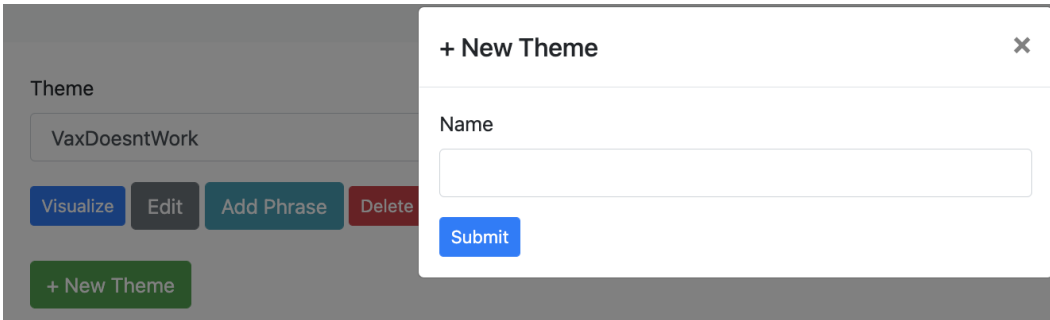 + New Theme ×
Theme
Name
VaxDoesntWork
Visualize Edit Add Phrase Delete
Submit
+ New Theme